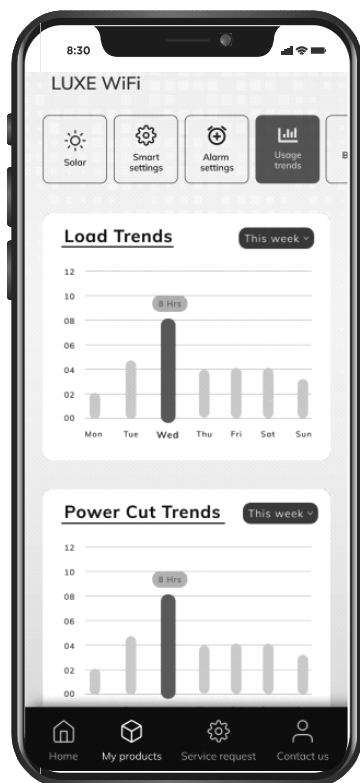 8:30
LUXE WiFi
Solar
Smart settings
Alarm settings
Usage trends
B
Load Trends
This week
12
10
8 Hrs
08
06
04
02
00
Mon Tue Wed Thu Fri Sat Sun
Power Cut Trends
This week
12
10
8 Hrs
08
06
04
02
00
Home My products Service request Contact us